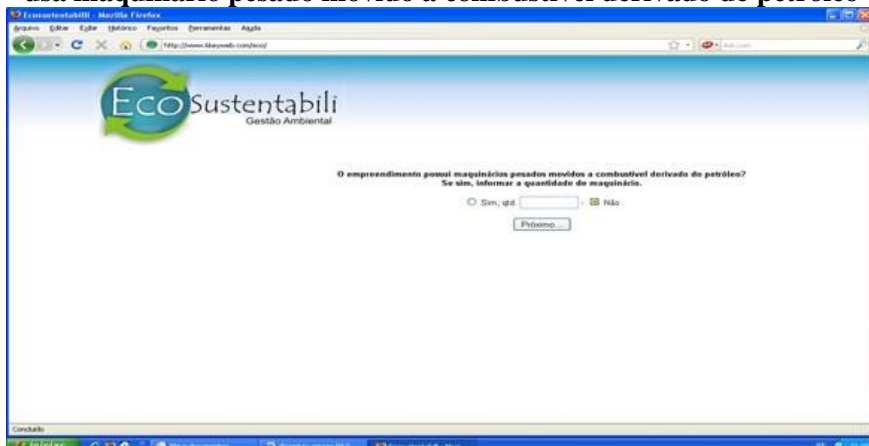 usa maquinário pesado movido a combustível derivado de petróleo
Ecosustentabilli - Mozilla Firefox
Arquivo Editar Exibir Histórico Favoritos Ferramentas Ajuda
EcoSustentabili
Gestão Ambiental
O empreendimento possui maquinários pesados movidos a combustível derivado do petróleo?
Se sim, informar a quantidade de maquinário.
Sim, qtd. - Não
Próximo...
Concluído
Iniciar